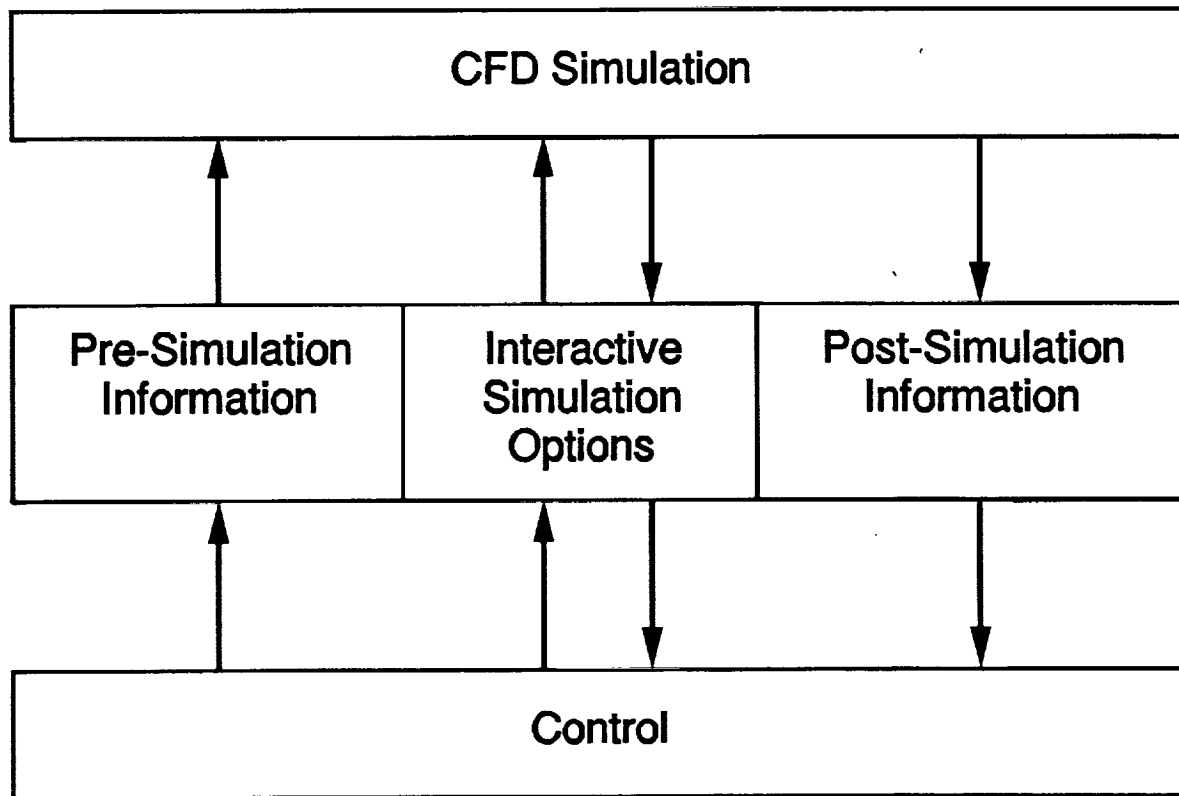 CFD Simulation
Pre-Simulation
Information
Interactive
Simulation
Options
Post-Simulation
Information
Control